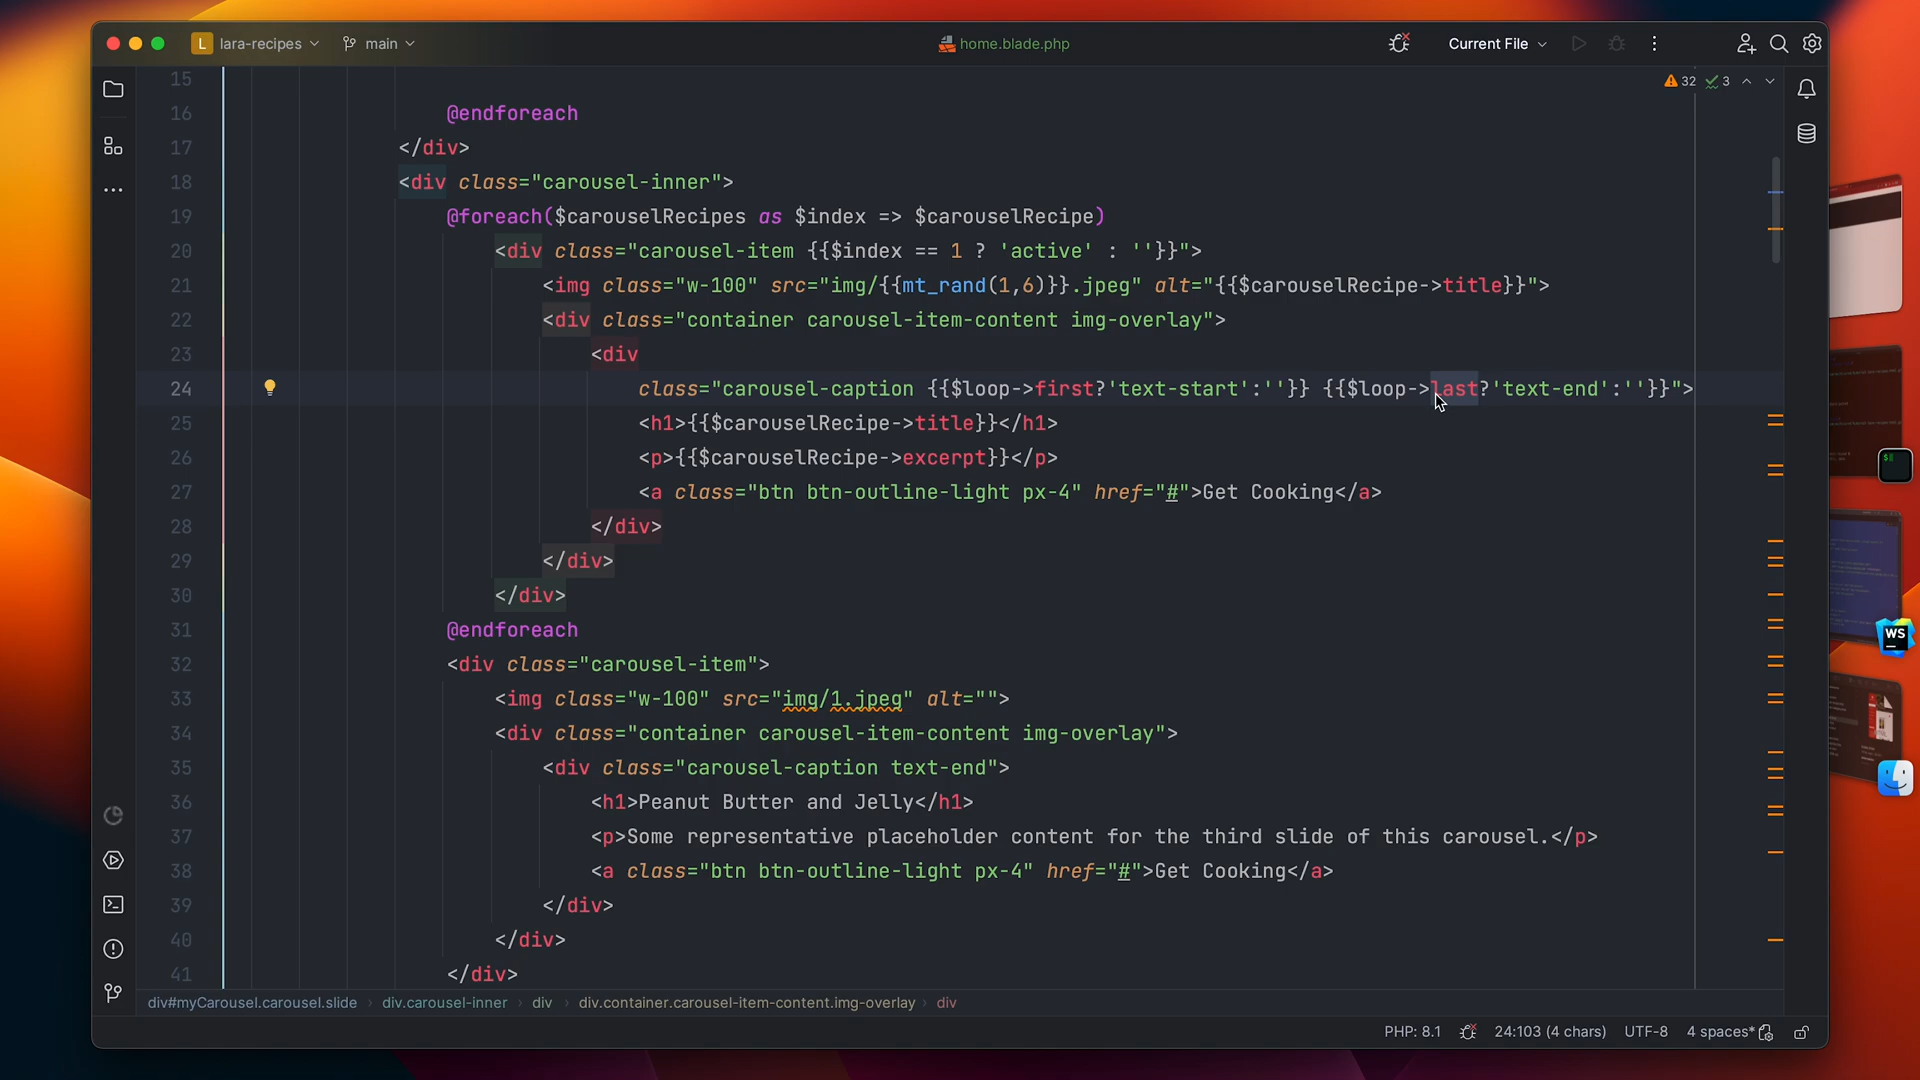 L lara-recipes main home.blade.php Current File
32 3
15
16 @endforeach
17 </div>
18 <div class="carousel-inner">
19 @foreach($carouselRecipes as $index => $carouselRecipe)
20 <div class="carousel-item {{$index == 1 ? 'active' : ''}}">
21 <img class="w-100" src="img/{{mt_rand(1,6)}}.jpeg" alt="{{$carouselRecipe->title}}">
22 <div class="container carousel-item-content img-overlay">
23 <div
24 class="carousel-caption {{$loop->first?'text-start':''}} {{$loop->last?'text-end':''}}">
25 <h1>{{$carouselRecipe->title}}</h1>
26 <p>{{$carouselRecipe->excerpt}}</p>
27 <a class="btn btn-outline-light px-4" href="#">Get Cooking</a>
28 </div>
29 </div>
30 </div>
31 @endforeach
32 <div class="carousel-item">
33 <img class="w-100" src="img/1.jpeg" alt="">
34 <div class="container carousel-item-content img-overlay">
35 <div class="carousel-caption text-end">
36 <h1>Peanut Butter and Jelly</h1>
37 <p>Some representative placeholder content for the third slide of this carousel.</p>
38 <a class="btn btn-outline-light px-4" href="#">Get Cooking</a>
39 </div>
40 </div>
41 </div>
div#myCarousel.carousel.slide › div.carousel-inner › div › div.container.carousel-item-content.img-overlay › div
PHP: 8.1 24:103 (4 chars) UTF-8 4 spaces*
$
WS